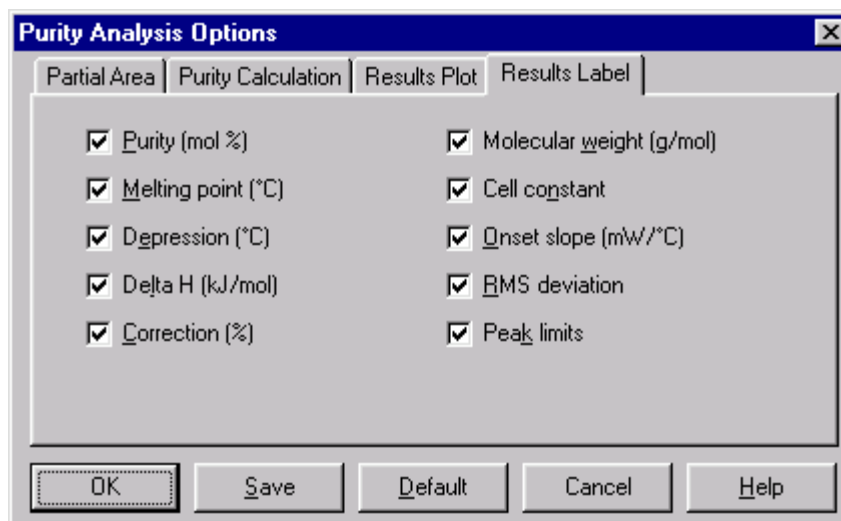 Purity Analysis Options
Partial Area Purity Calculation Results Plot Results Label
Purity (mol %)
Melting point (°C)
Depression (°C)
Delta H (kJ/mol)
Correction (%)
Molecular weight (g/mol)
Cell constant
Onset slope (mW/°C)
RMS deviation
Peak limits
OK Save Default Cancel Help